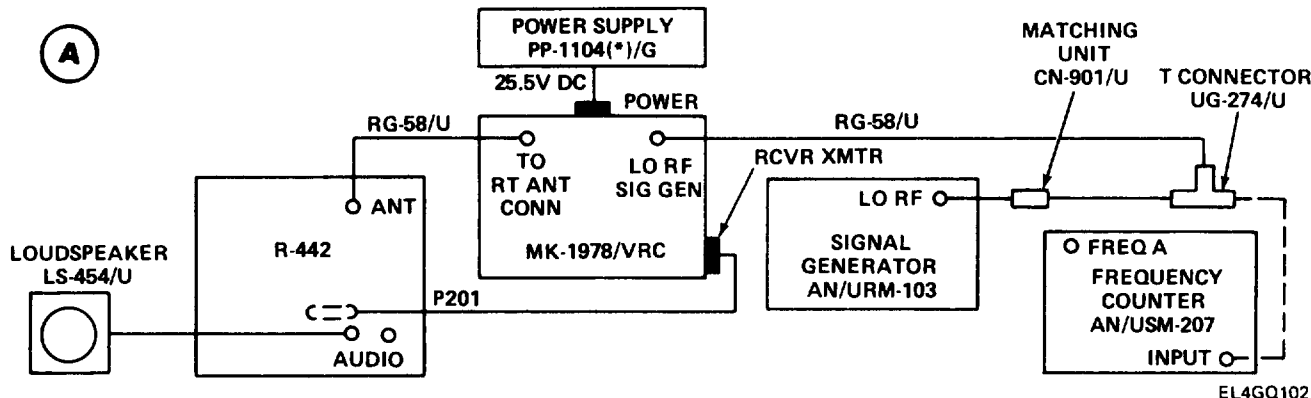 A
POWER SUPPLY
PP-1104(*)/G
25.5V DC
POWER
MATCHING
UNIT
CN-901/U
T CONNECTOR
UG-274/U
RG-58/U
RG-58/U
TO
RT ANT
CONN
LO RF
SIG GEN
RCVR XMTR
MK-1978/VRC
ANT
R-442
LOUDSPEAKER
LS-454/U
P201
AUDIO
LO RF
SIGNAL
GENERATOR
AN/URM-103
FREQ A
FREQUENCY
COUNTER
AN/USM-207
INPUT
EL4GQ102